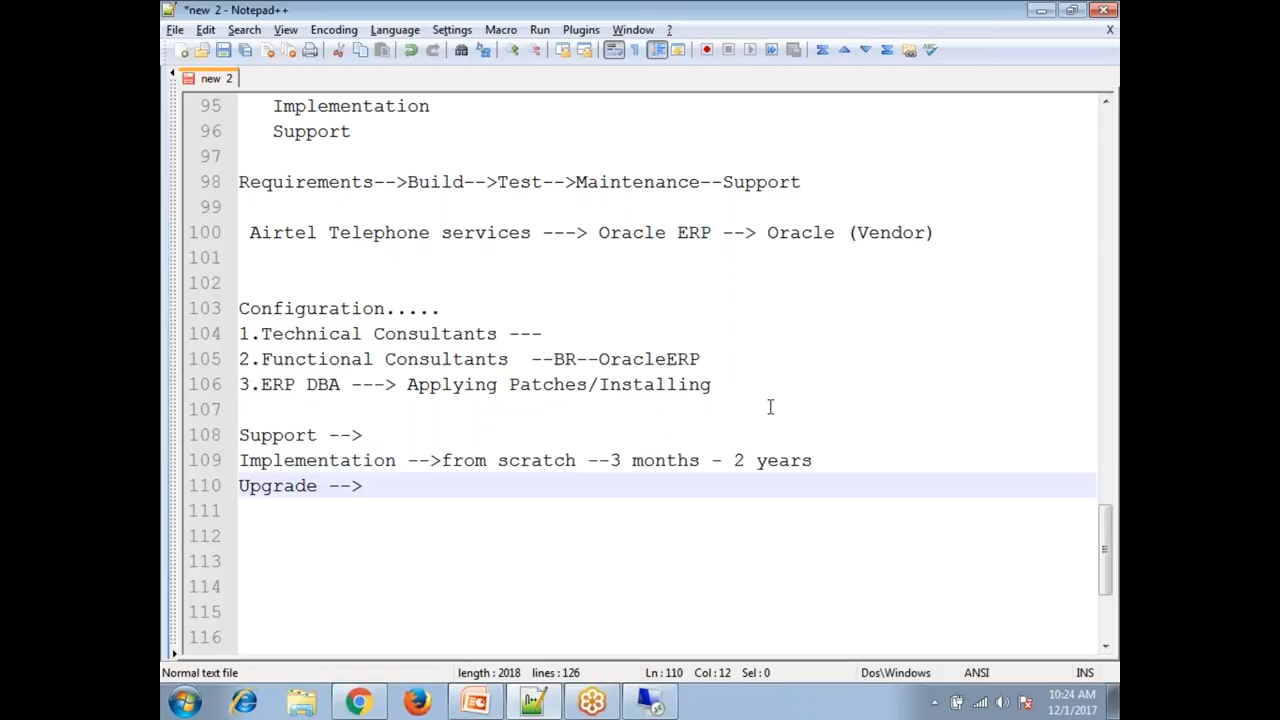 *new 2 - Notepad++
File Edit Search View Encoding Language Settings Macro Run Plugins Window ? X
new 2
95 Implementation
96 Support
97
98 Requirements-->Build-->Test-->Maintenance--Support
99
100 Airtel Telephone services ---> Oracle ERP --> Oracle (Vendor)
101
102
103 Configuration.....
104 1.Technical Consultants ---
105 2.Functional Consultants --BR--OracleERP
106 3.ERP DBA ---> Applying Patches/Installing
107
108 Support -->
109 Implementation -->from scratch --3 months - 2 years
110 Upgrade -->
111
112
113
114
115
116
Normal text file length : 2018 lines : 126 Ln : 110 Col : 12 Sel : 0 Dos\Windows ANSI INS
10:24 AM
12/1/2017